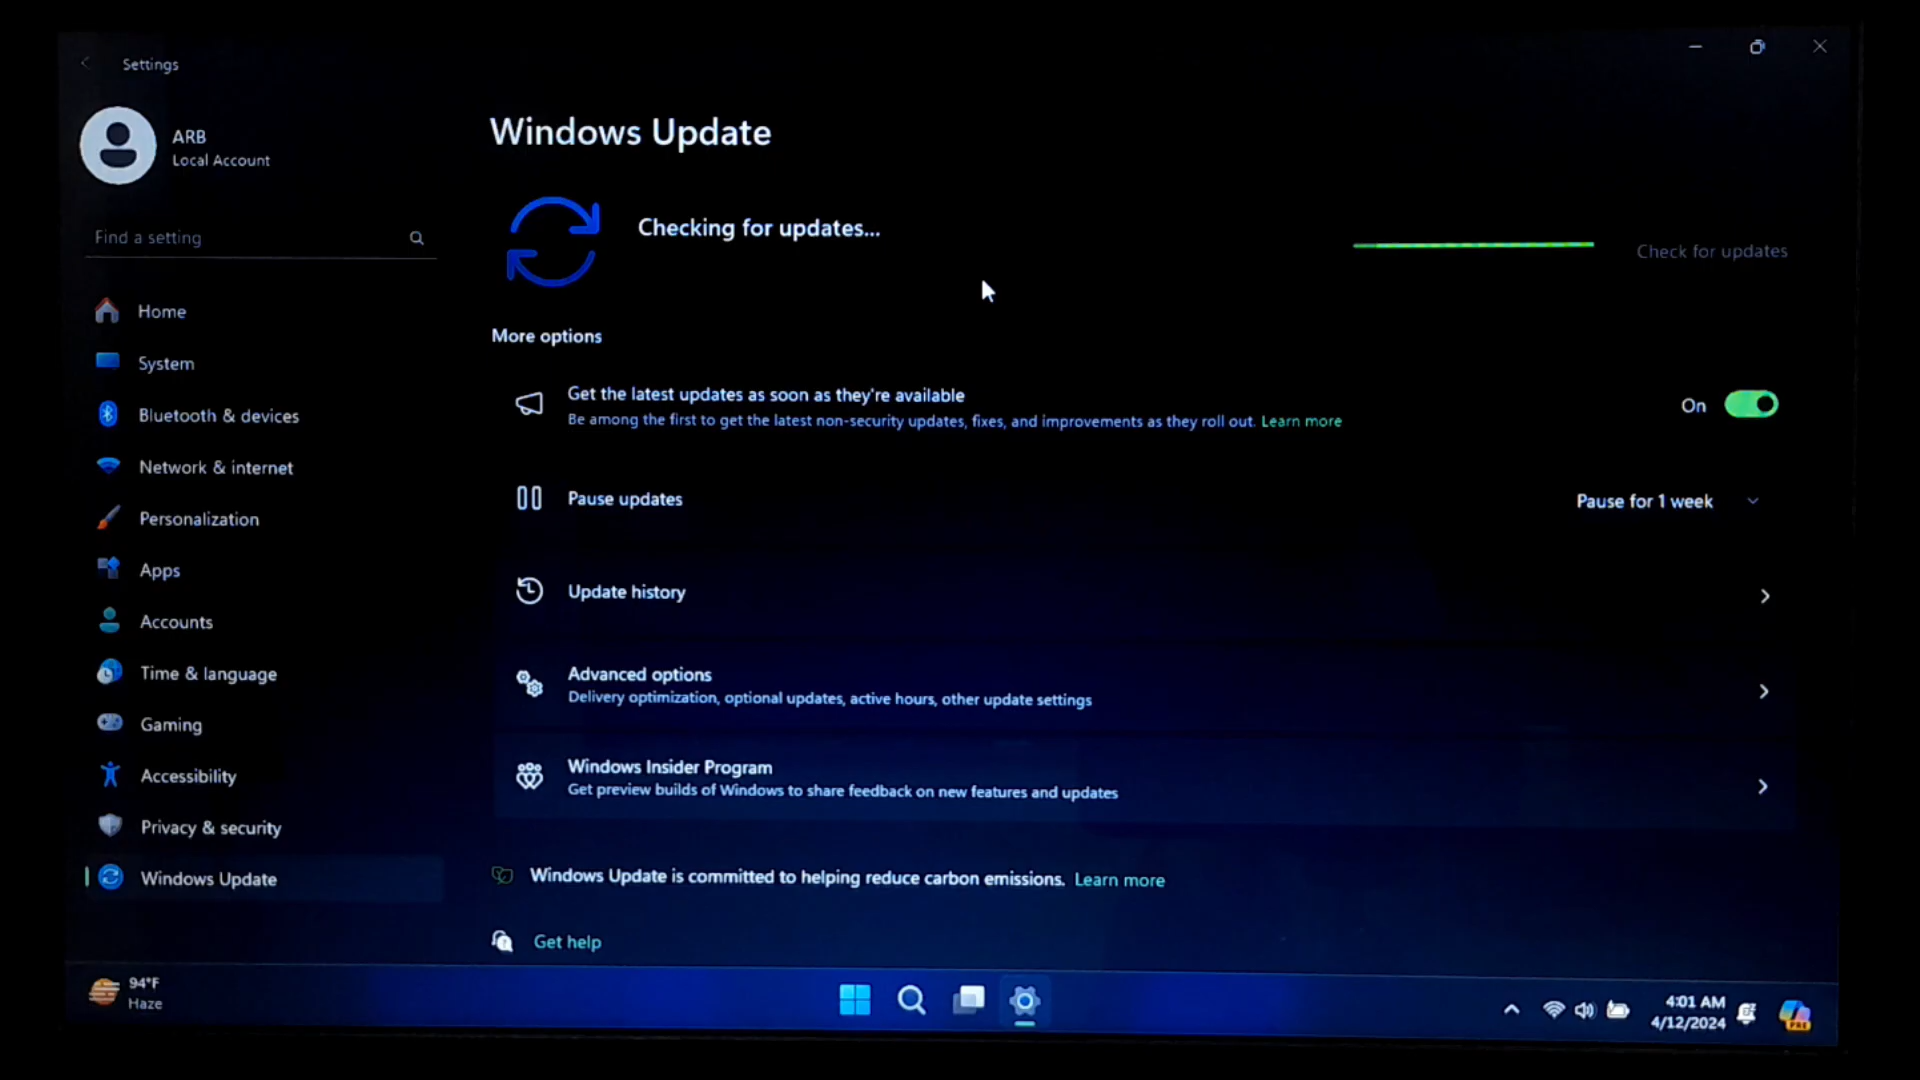 Settings
ARB
Local Account
Find a setting
Home
System
Bluetooth & devices
Network & internet
Personalization
Apps
Accounts
Time & language
Gaming
Accessibility
Privacy & security
Windows Update
Windows Update
Checking for updates...
Check for updates
More options
Get the latest updates as soon as they're available
Be among the first to get the latest non-security updates, fixes, and improvements as they roll out. Learn more
On
Pause updates
Pause for 1 week
Update history
Advanced options
Delivery optimization, optional updates, active hours, other update settings
Windows Insider Program
Get preview builds of Windows to share feedback on new features and updates
Windows Update is committed to helping reduce carbon emissions. Learn more
Get help
94°F
Haze
4:01 AM
4/12/2024
PRE